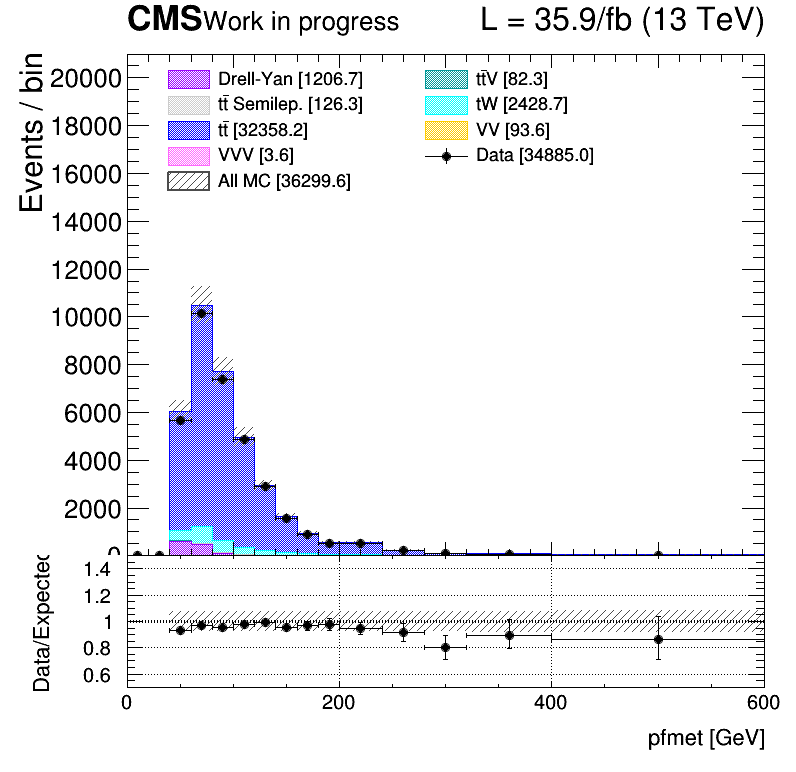 CMS Work in progress L = 35.9/fb (13 TeV)
Events / bin
20000
18000
16000
14000
12000
10000
8000
6000
4000
2000
0
Drell-Yan [1206.7]
tt̄ Semilep. [126.3]
tt̄ [32358.2]
VVV [3.6]
All MC [36299.6]
tt̄V [82.3]
tW [2428.7]
VV [93.6]
Data [34885.0]
Data/Expected
1.4
1.2
1
0.8
0.6
0 200 400 600
pfmet [GeV]